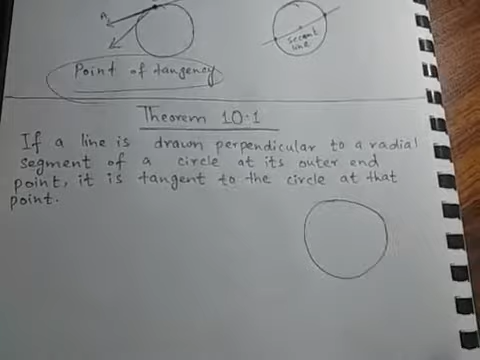 secant
line
Point of tangency
Theorem 10.1
If a line is drawn perpendicular to a radial
segment of a circle at its outer end
point, it is tangent to the circle at that
point.